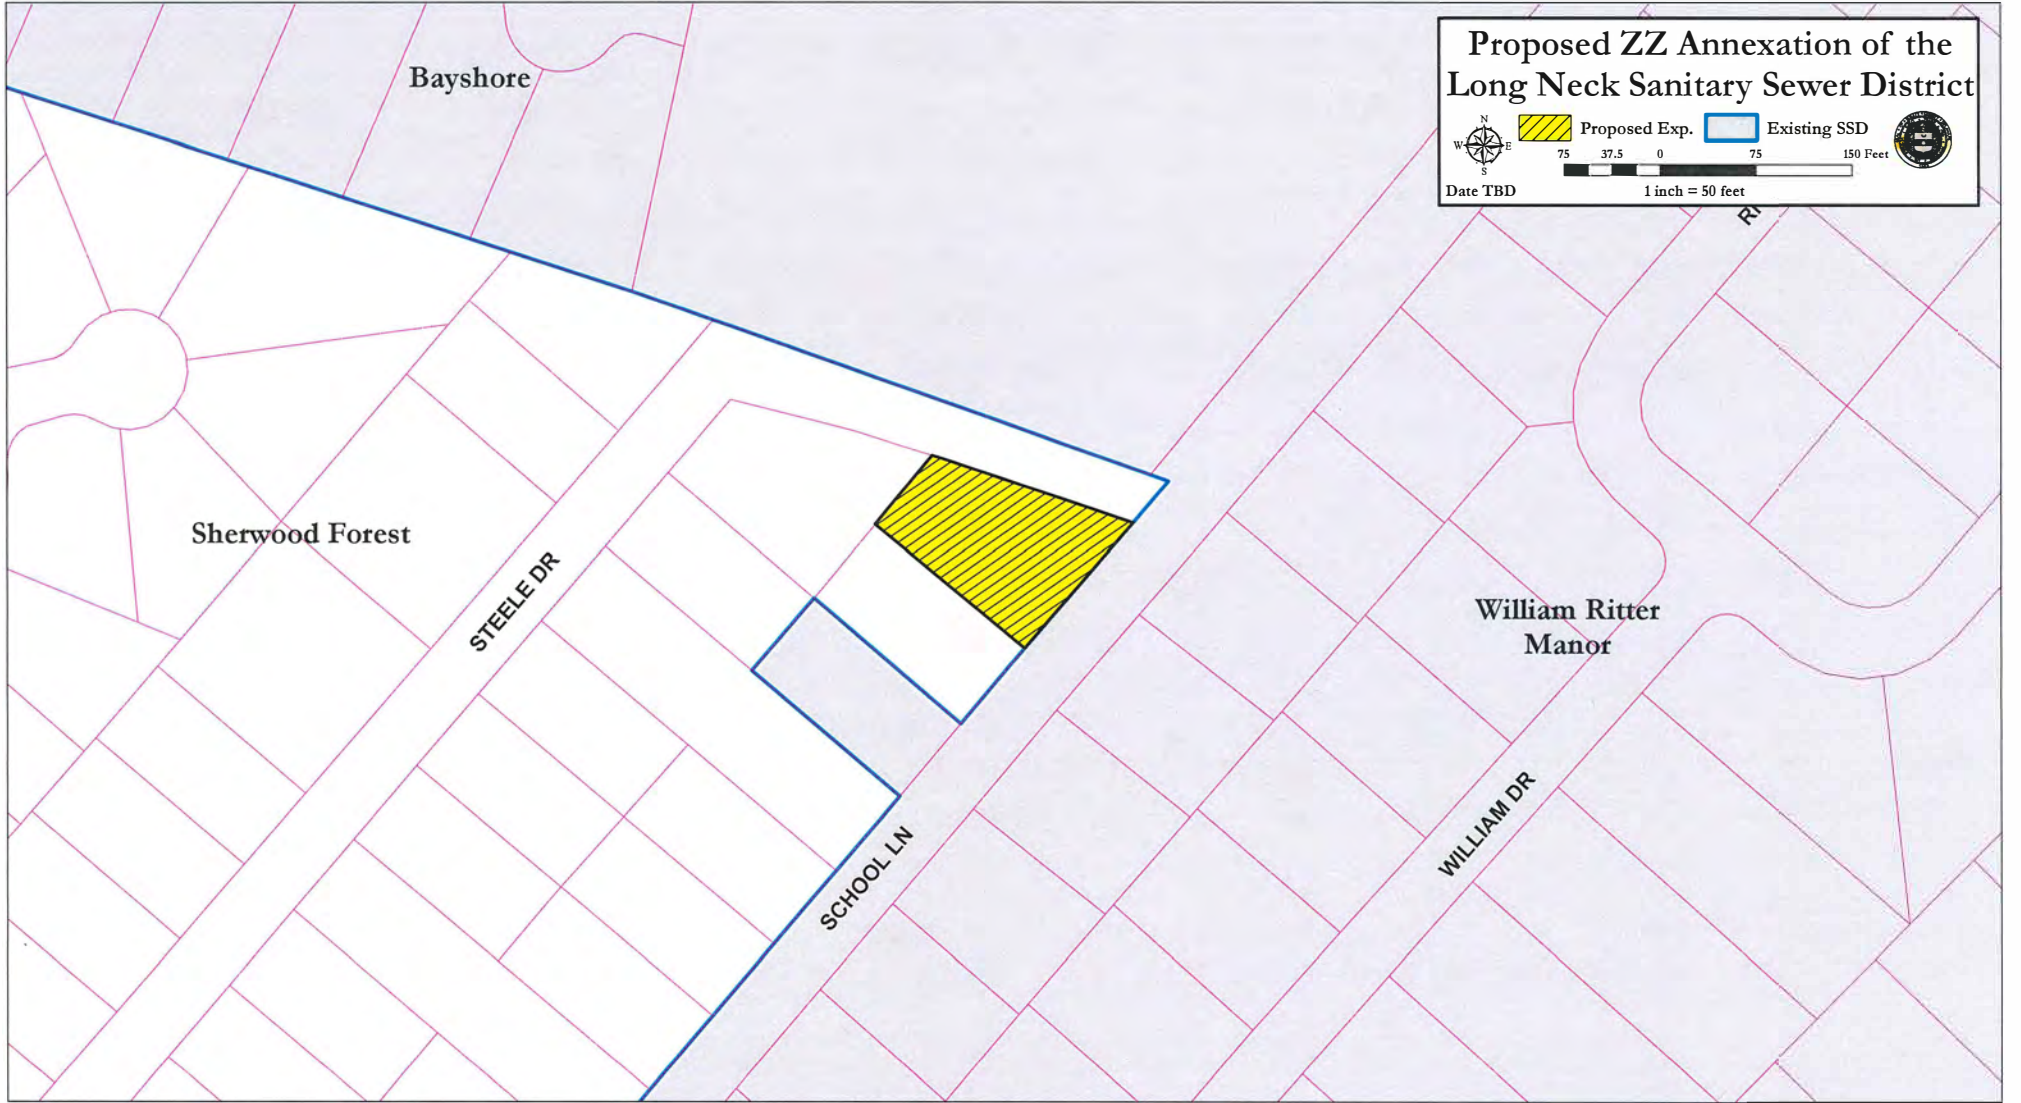 Proposed ZZ Annexation of the
Long Neck Sanitary Sewer District
N
W E
S
Proposed Exp.
Existing SSD
75 37.5 0 75 150 Feet
Date TBD
1 inch = 50 feet
Bayshore
Sherwood Forest
STEELE DR
William Ritter
Manor
WILLIAM DR
SCHOOL LN